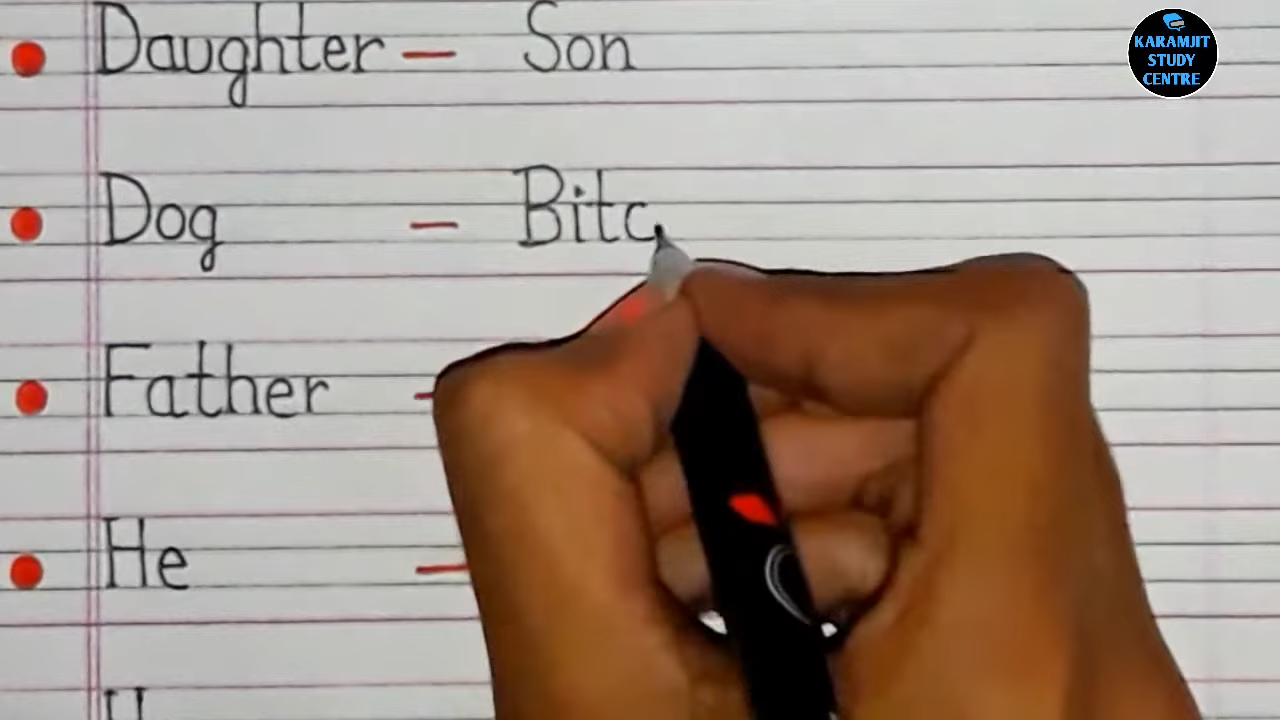 Daughter — Son
KARAMJIT
STUDY
CENTRE
Dog — Bitc
Father -
He —